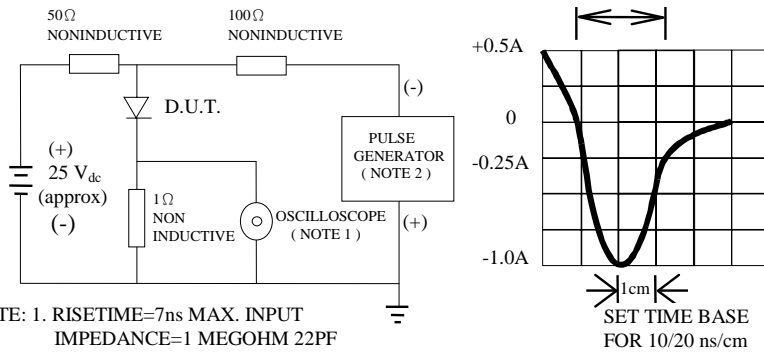 50Ω
NONINDUCTIVE
100Ω
NONINDUCTIVE
D.U.T.
(+)
25 Vdc
(approx)
(-)
1Ω
NON
INDUCTIVE
OSCILLOSCOPE
( NOTE 1 )
(-)
PULSE
GENERATOR
( NOTE 2 )
(+)
+0.5A
0
-0.25A
-1.0A
1cm
SET TIME BASE
FOR 10/20 ns/cm
TE: 1. RISETIME=7ns MAX. INPUT
IMPEDANCE=1 MEGOHM 22PF